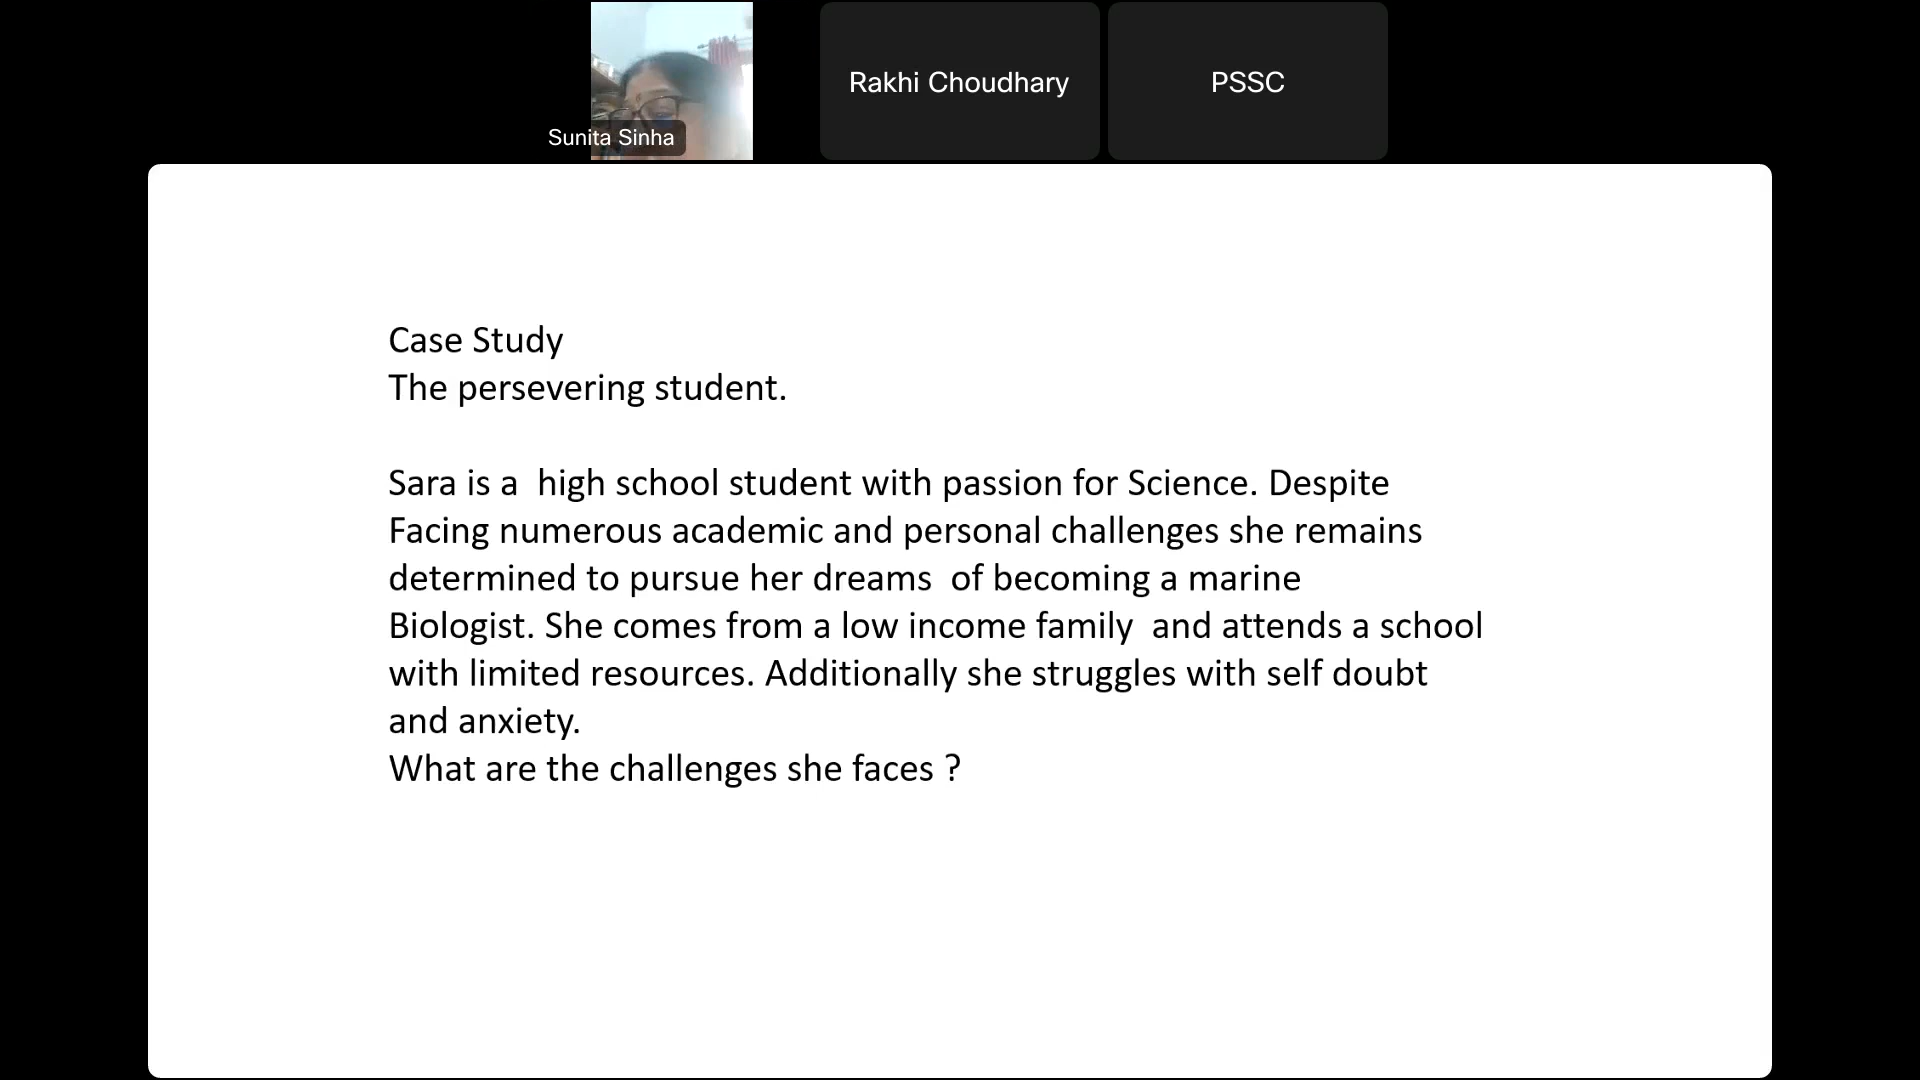 Sunita Sinha
Rakhi Choudhary
PSSC
Case Study
The persevering student.
Sara is a  high school student with passion for Science. Despite
Facing numerous academic and personal challenges she remains
determined to pursue her dreams  of becoming a marine
Biologist. She comes from a low income family  and attends a school
with limited resources. Additionally she struggles with self doubt
and anxiety.
What are the challenges she faces ?